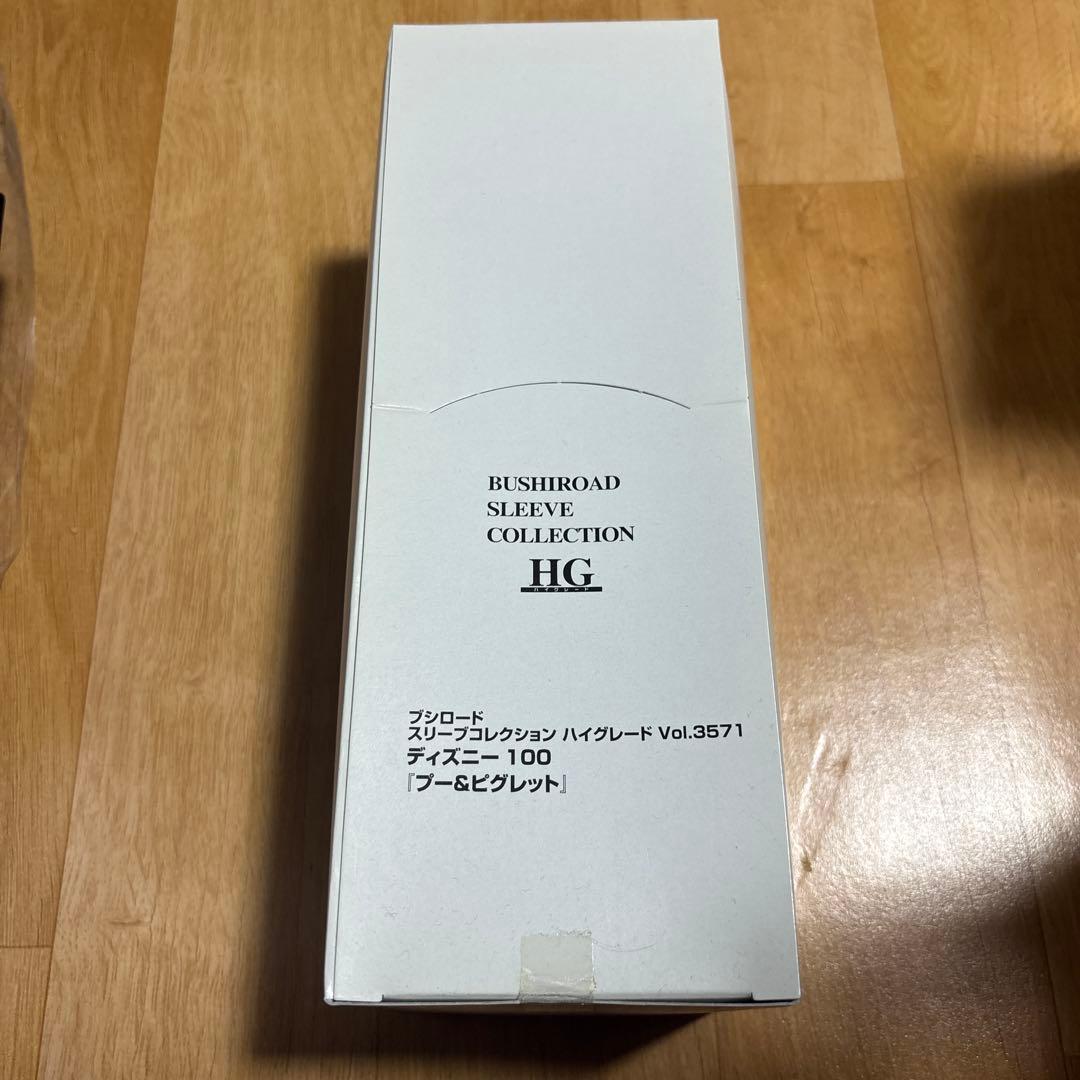 BUSHIROAD
SLEEVE
COLLECTION
HG
ハイグレード
ブシロード
スリーブコレクション ハイグレード Vol.3571
ディズニー 100
『プー&ピグレット』